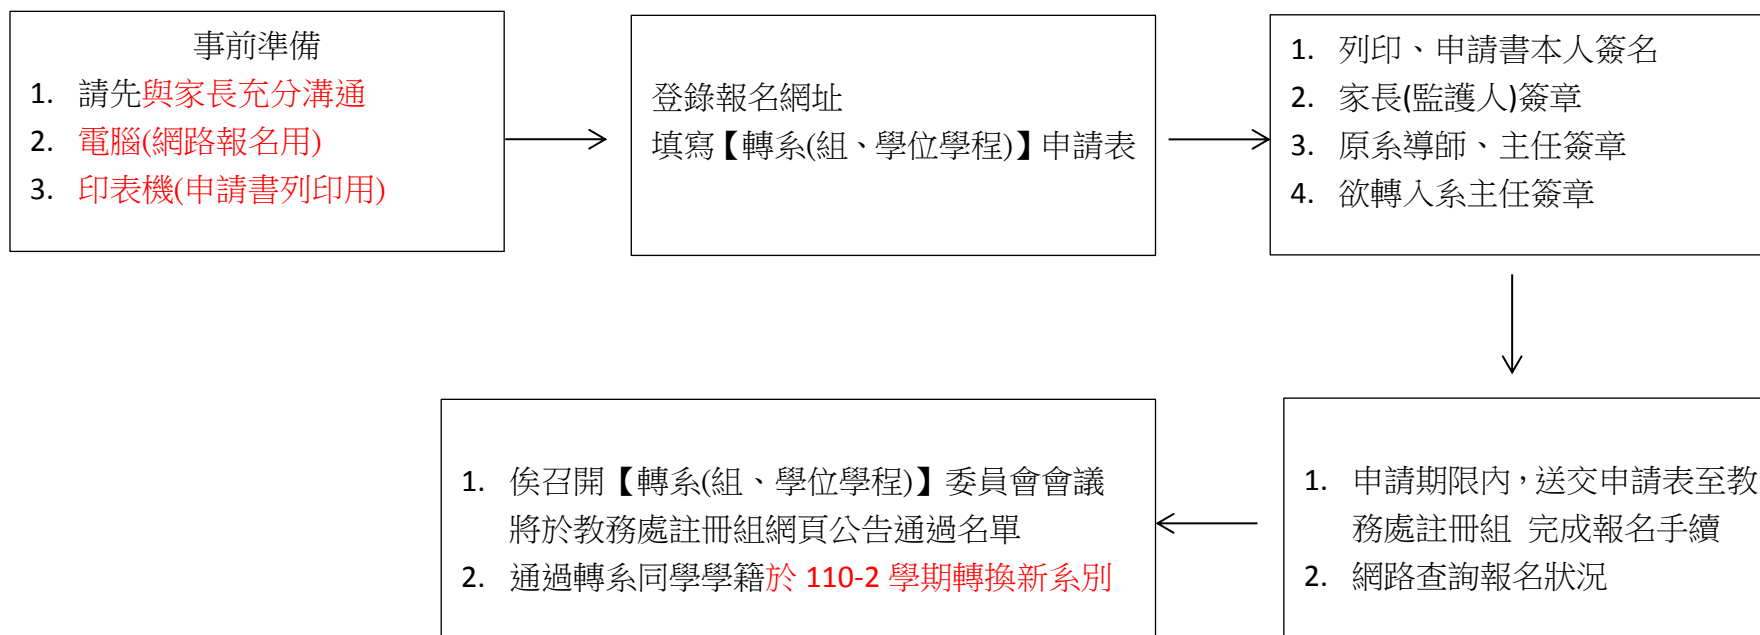 事前準備
1. 請先與家長充分溝通
2. 電腦(網路報名用)
3. 印表機(申請書列印用)
登錄報名網址
填寫【轉系(組、學位學程)】申請表
1. 列印、申請書本人簽名
2. 家長(監護人)簽章
3. 原系導師、主任簽章
4. 欲轉入系主任簽章
1. 申請期限內，送交申請表至教
務處註冊組 完成報名手續
2. 網路查詢報名狀況
1. 俟召開【轉系(組、學位學程)】委員會會議
將於教務處註冊組網頁公告通過名單
2. 通過轉系同學學籍於 110-2 學期轉換新系別